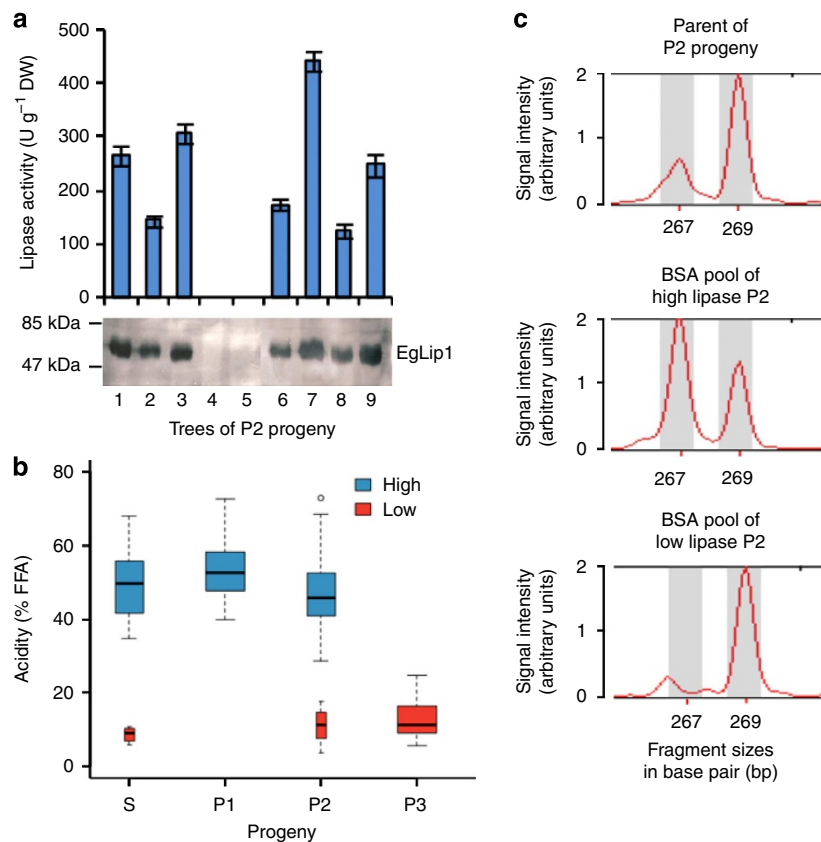 a
500
400
300
200
100
0
Lipase activity (U g⁻¹ DW)
85 kDa
47 kDa
EgLip1
1 2 3 4 5 6 7 8 9
Trees of P2 progeny
b
80
60
40
20
0
Acidity (% FFA)
High
Low
S P1 P2 P3
Progeny
c
Parent of
P2 progeny
2
1
0
Signal intensity
(arbitrary units)
267 269
BSA pool of
high lipase P2
2
1
0
Signal intensity
(arbitrary units)
267 269
BSA pool of
low lipase P2
2
1
0
Signal intensity
(arbitrary units)
267 269
Fragment sizes
in base pair (bp)